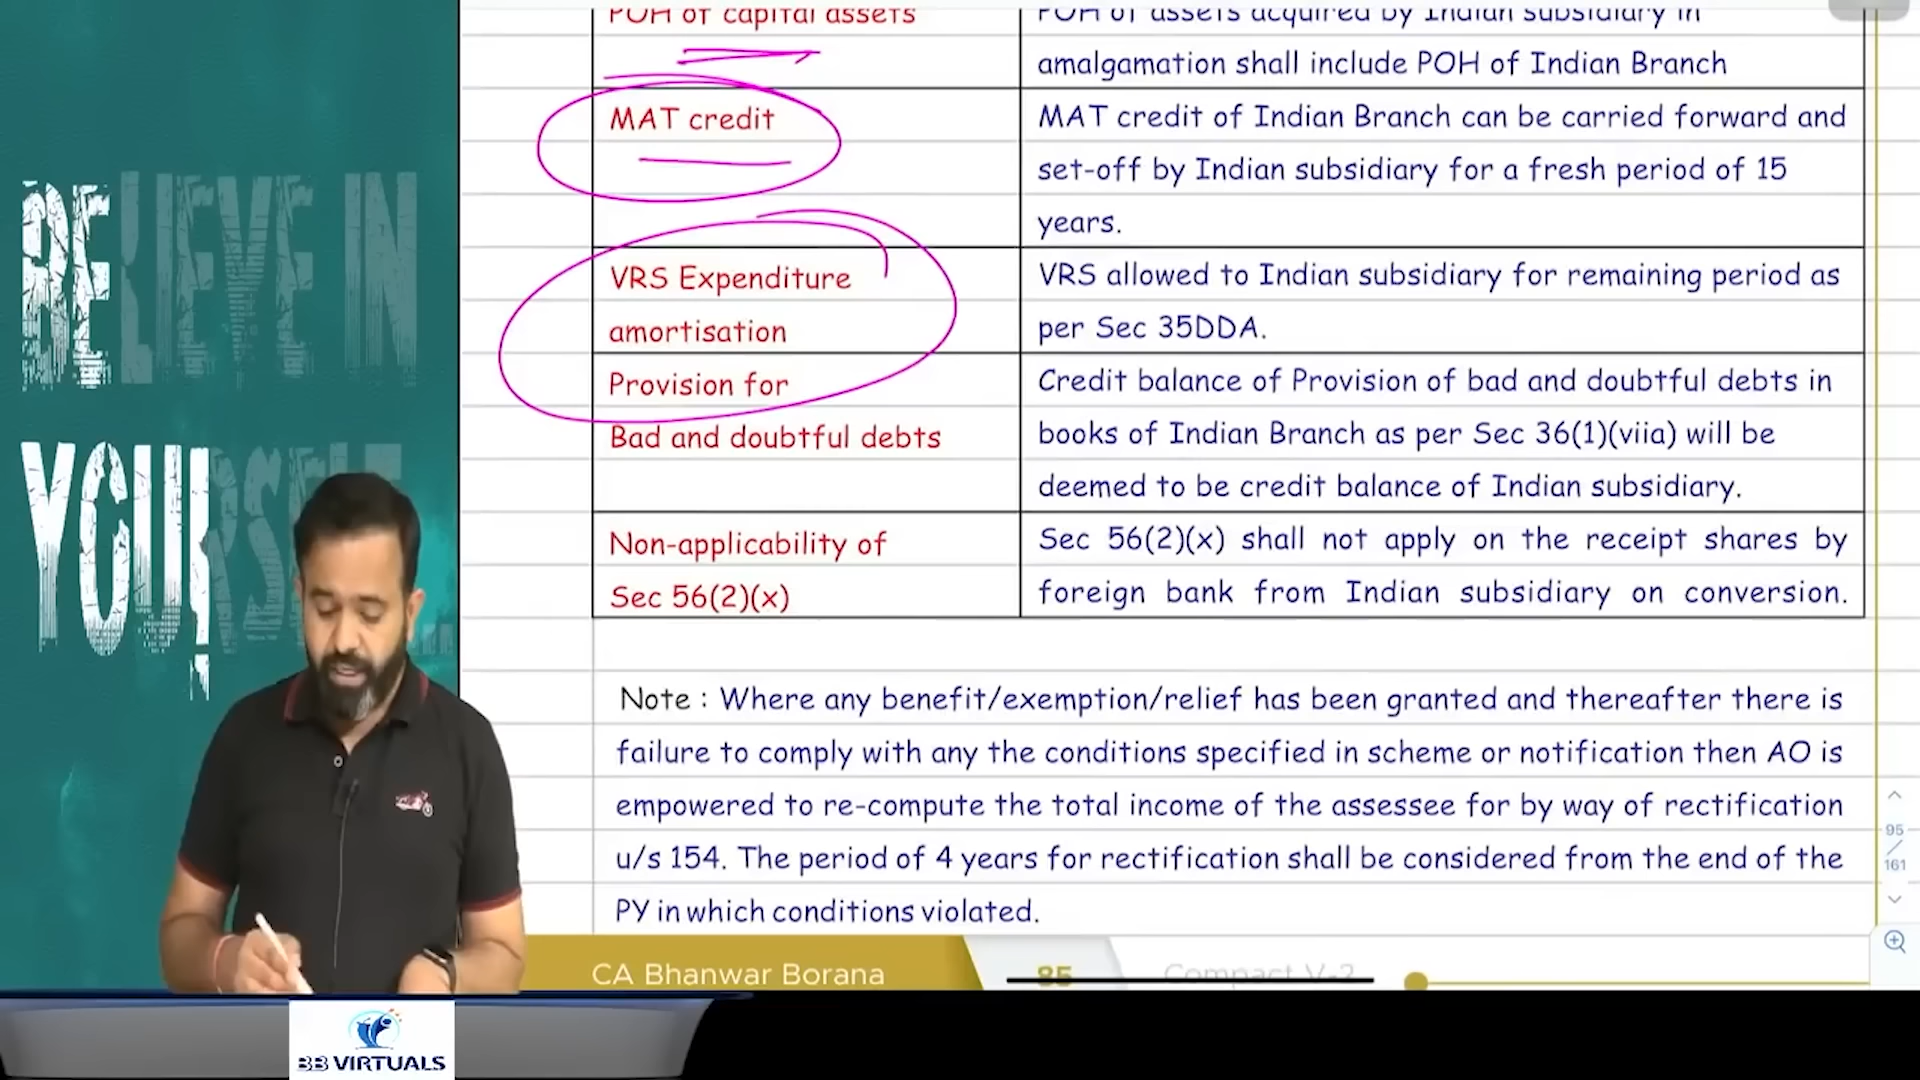 BELIEVE IN
YOURSELF
POH of capital assets
POH of assets acquired by Indian subsidiary in
amalgamation shall include POH of Indian Branch
MAT credit
MAT credit of Indian Branch can be carried forward and
set-off by Indian subsidiary for a fresh period of 15
years.
VRS Expenditure
amortisation
VRS allowed to Indian subsidiary for remaining period as
per Sec 35DDA.
Provision for
Bad and doubtful debts
Credit balance of Provision of bad and doubtful debts in
books of Indian Branch as per Sec 36(1)(viia) will be
deemed to be credit balance of Indian subsidiary.
Non-applicability of
Sec 56(2)(x)
Sec 56(2)(x) shall not apply on the receipt shares by
foreign bank from Indian subsidiary on conversion.
Note : Where any benefit/exemption/relief has been granted and thereafter there is
failure to comply with any the conditions specified in scheme or notification then AO is
empowered to re-compute the total income of the assessee for by way of rectification
u/s 154. The period of 4 years for rectification shall be considered from the end of the
PY in which conditions violated.
95
/
161
CA Bhanwar Borana
85
Compact V-2
BB VIRTUALS